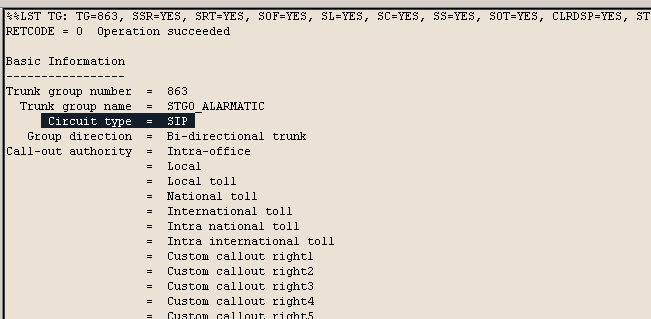 %%LST TG: TG=863, SSR=YES, SRT=YES, SOF=YES, SL=YES, SC=YES, SS=YES, SOT=YES, CLRDSP=YES, ST
RETCODE = 0  Operation succeeded
Basic Information
-----------------
Trunk group number  =  863
Trunk group name  =  STGO_ALARMATIC
Circuit type  =  SIP
Group direction  =  Bi-directional trunk
Call-out authority  =  Intra-office
=  Local
=  Local toll
=  National toll
=  International toll
=  Intra national toll
=  Intra international toll
=  Custom callout right1
=  Custom callout right2
=  Custom callout right3
=  Custom callout right4
=  Custom callout right5